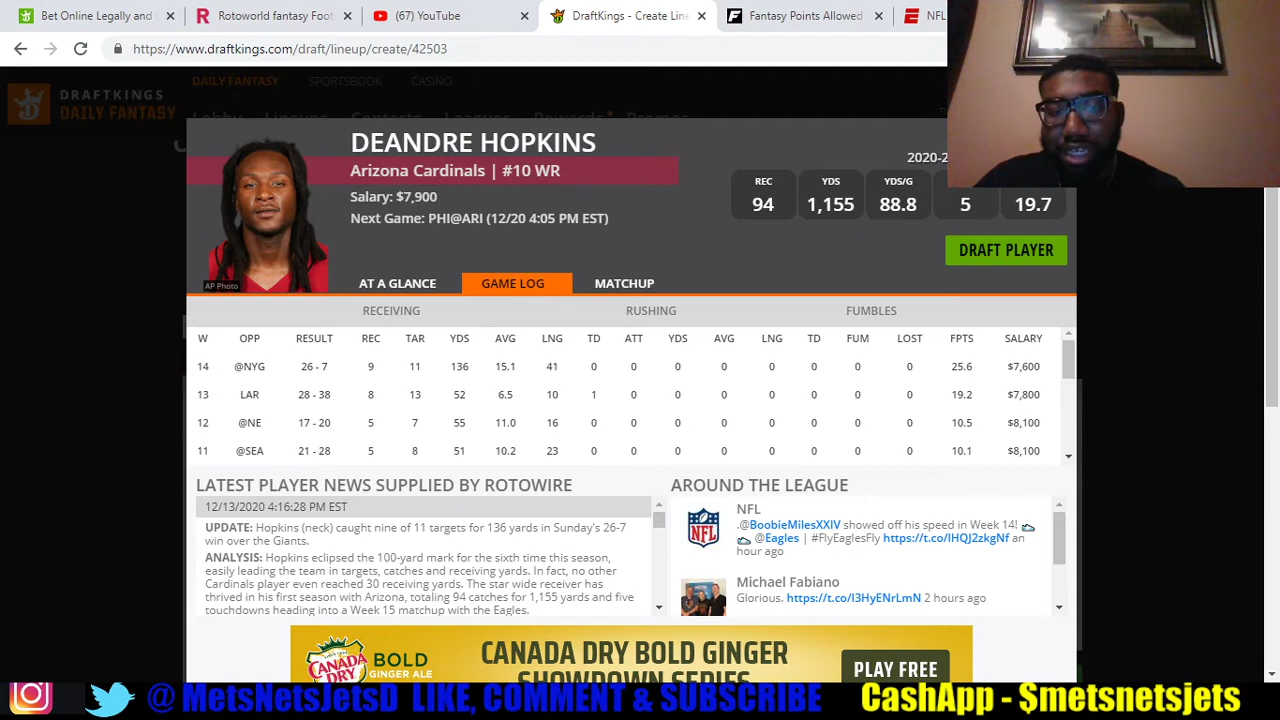 Bet Online Legally and
Rotoworld fantasy Foot
(67) YouTube
DraftKings - Create Line
Fantasy Points Allowed
NFL
https://www.draftkings.com/draft/lineup/create/42503
DAILY FANTASY SPORTSBOOK CASINO
DRAFTKINGS
DAILY FANTASY
DEANDRE HOPKINS
Arizona Cardinals | #10 WR
Salary: $7,900
Next Game: PHI@ARI (12/20 4:05 PM EST)
2020-2
REC YDS YDS/G
94 1,155 88.8 5 19.7
DRAFT PLAYER
AP Photo
AT A GLANCE GAME LOG MATCHUP
RECEIVING RUSHING FUMBLES
W OPP RESULT REC TAR YDS AVG LNG TD ATT YDS AVG LNG TD FUM LOST FPTS SALARY
14 @NYG 26 - 7 9 11 136 15.1 41 0 0 0 0 0 0 0 0 25.6 $7,600
13 LAR 28 - 38 8 13 52 6.5 10 1 0 0 0 0 0 0 0 19.2 $7,800
12 @NE 17 - 20 5 7 55 11.0 16 0 0 0 0 0 0 0 0 10.5 $8,100
11 @SEA 21 - 28 5 8 51 10.2 23 0 0 0 0 0 0 0 0 10.1 $8,100
LATEST PLAYER NEWS SUPPLIED BY ROTOWIRE
12/13/2020 4:16:28 PM EST
UPDATE: Hopkins (neck) caught nine of 11 targets for 136 yards in Sunday's 26-7
win over the Giants.
ANALYSIS: Hopkins eclipsed the 100-yard mark for the sixth time this season,
easily leading the team in targets, catches and receiving yards. In fact, no other
Cardinals player even reached 30 receiving yards. The star wide receiver has
thrived in his first season with Arizona, totaling 94 catches for 1,155 yards and five
touchdowns heading into a Week 15 matchup with the Eagles.
AROUND THE LEAGUE
NFL
.@BoobieMilesXXIV showed off his speed in Week 14!
@Eagles | #FlyEaglesFly https://t.co/IHQJ2zkgNf an
hour ago
Michael Fabiano
Glorious. https://t.co/I3HyENrLmN 2 hours ago
BOLD
GINGER ALE
CANADA DRY BOLD GINGER
SHOWDOWN SERIES
PLAY FREE
@ MetsNetsJetsD LIKE, COMMENT & SUBSCRIBE CashApp - $metsnetsjets